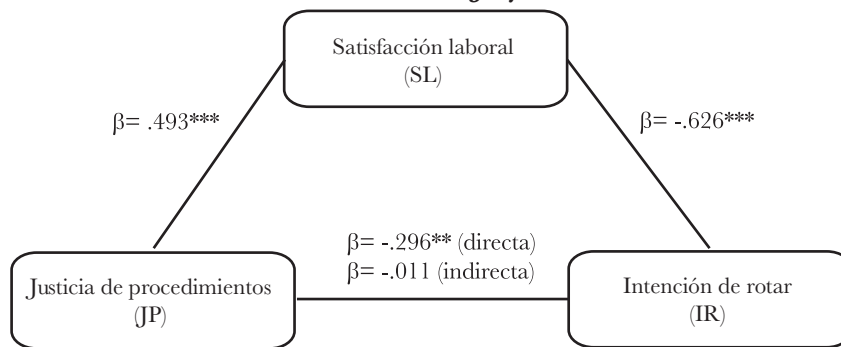 Satisfacción laboral
(SL)
β= .493***
β= -.626***
β= -.296** (directa)
β= -.011 (indirecta)
Justicia de procedimientos
(JP)
Intención de rotar
(IR)